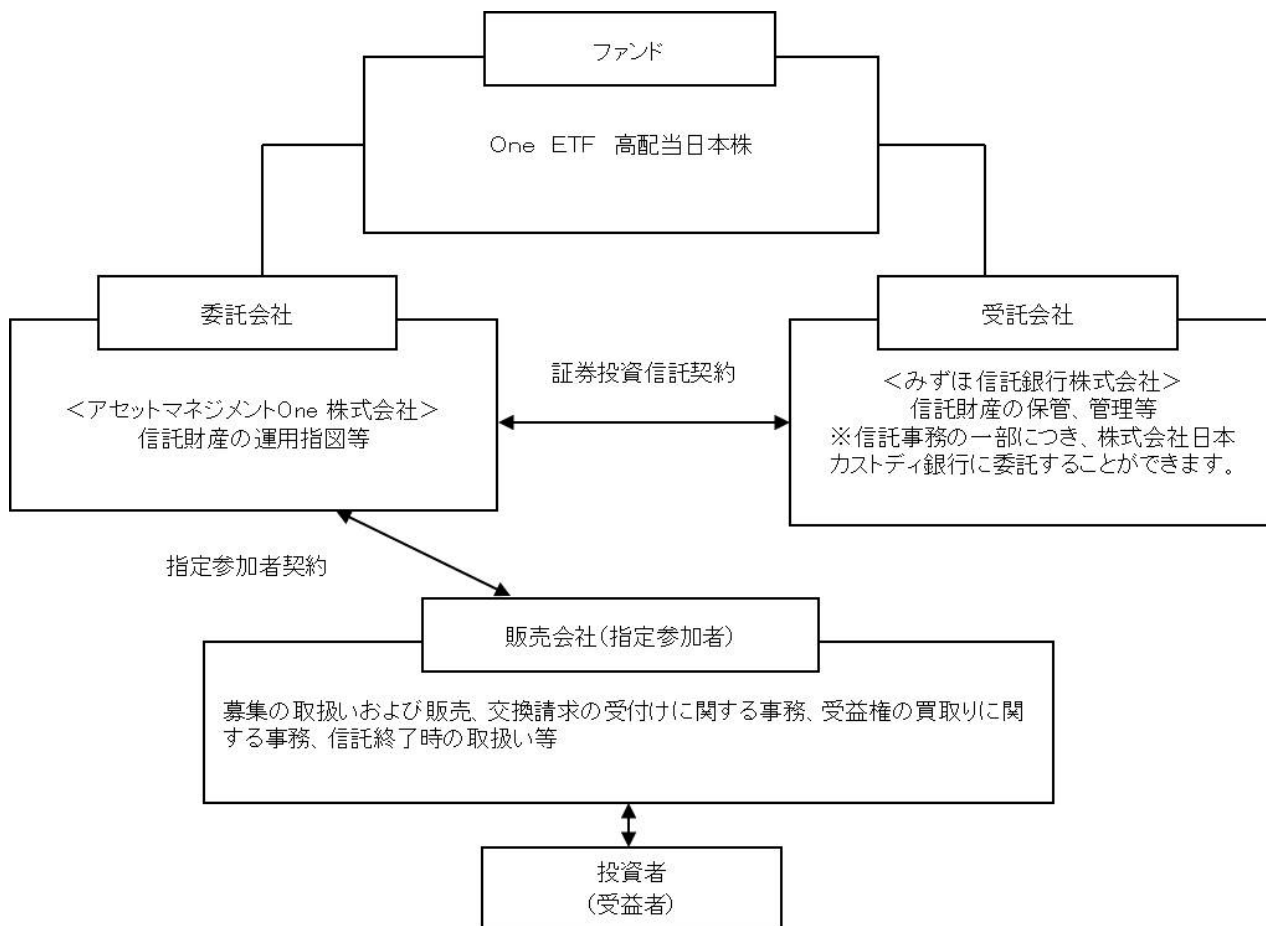 ファンド
One ETF 高配当日本株
委託会社
<アセットマネジメントOne 株式会社>
信託財産の運用指図等
証券投資信託契約
受託会社
<みずほ信託銀行株式会社>
信託財産の保管、管理等
※信託事務の一部につき、株式会社日本
カストディ銀行に委託することができます。
指定参加者契約
販売会社(指定参加者)
募集の取扱いおよび販売、交換請求の受付けに関する事務、受益権の買取りに関
する事務、信託終了時の取扱い等
投資者
(受益者)